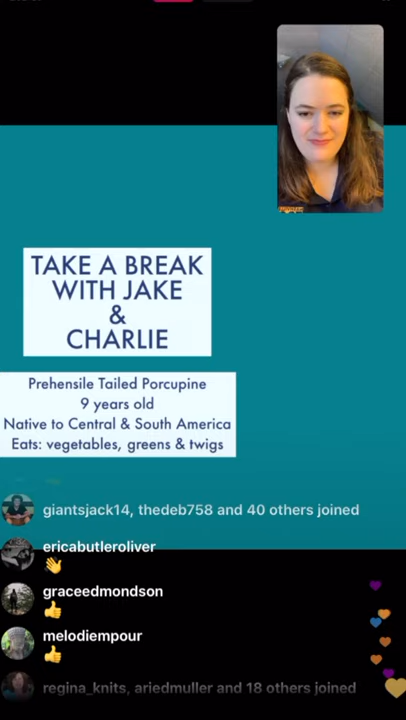 TAKE A BREAK
WITH JAKE
&
CHARLIE
Prehensile Tailed Porcupine
9 years old
Native to Central & South America
Eats: vegetables, greens & twigs
giantsjack14, thedeb758 and 40 others joined
ericabutleroliver
👋
graceedmondson
👍
melodiempour
👍
regina_knits, ariedmuller and 18 others joined